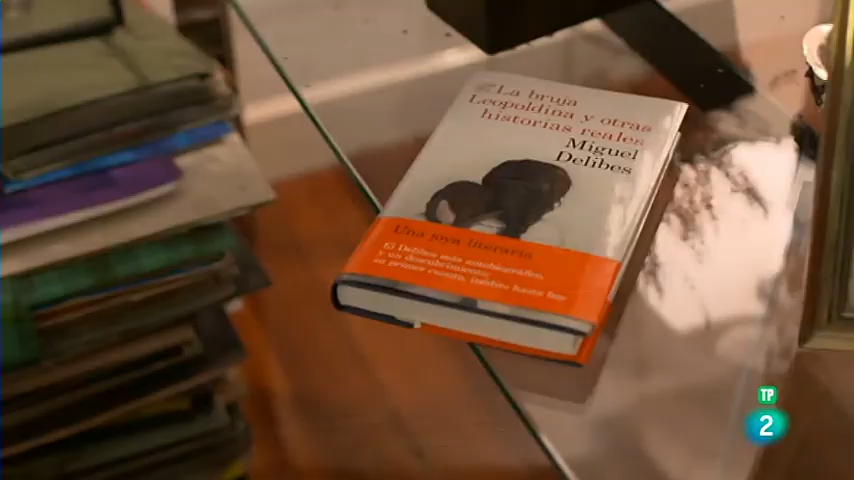 La bruja
Leopoldina y otras
historias reales
Miguel
Delibes
Una joya literaria
El Delibes más autobiográfico,
y un descubrimiento:
su primer cuento, inédito hasta hoy
TP
2